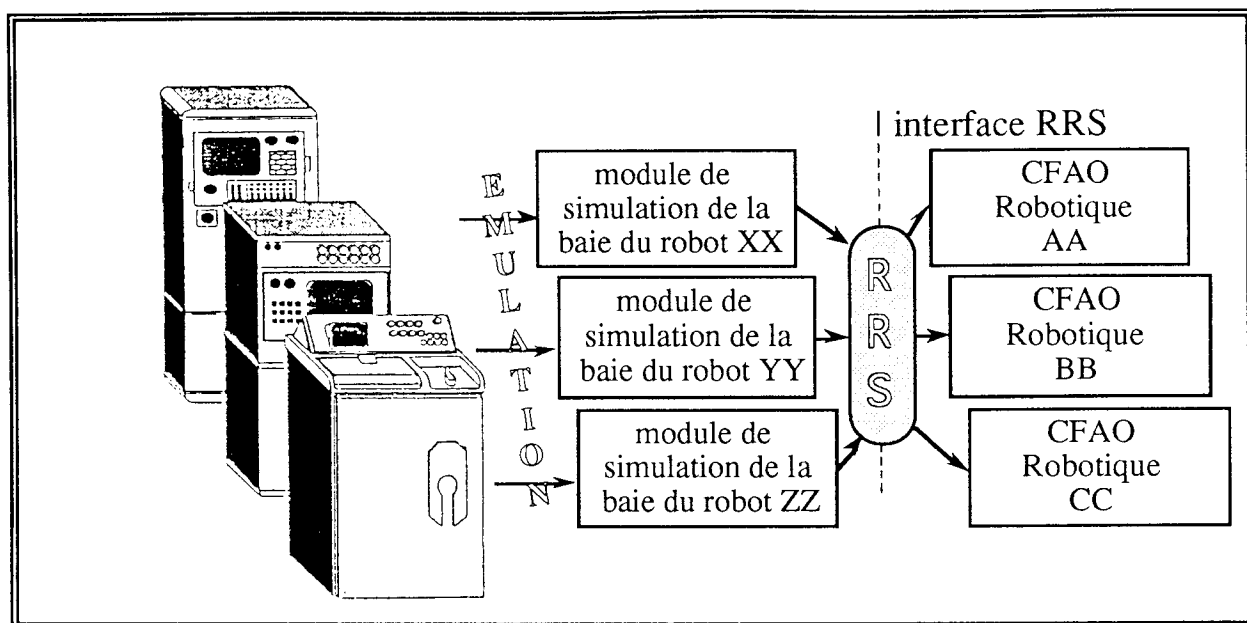 EMULATION
module de
simulation de la
baie du robot XX
module de
simulation de la
baie du robot YY
module de
simulation de la
baie du robot ZZ
interface RRS
RRS
CFAO
Robotique
AA
CFAO
Robotique
BB
CFAO
Robotique
CC